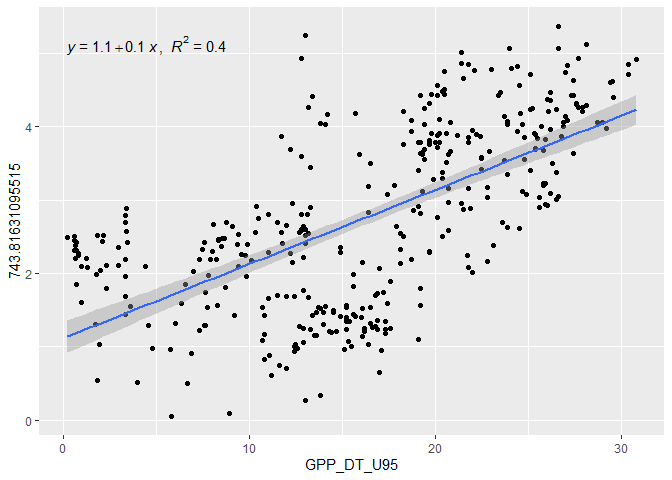 y = 1.1 + 0.1 x, R² = 0.4
4
2
0
743.81631095515
0 10 20 30
GPP_DT_U95